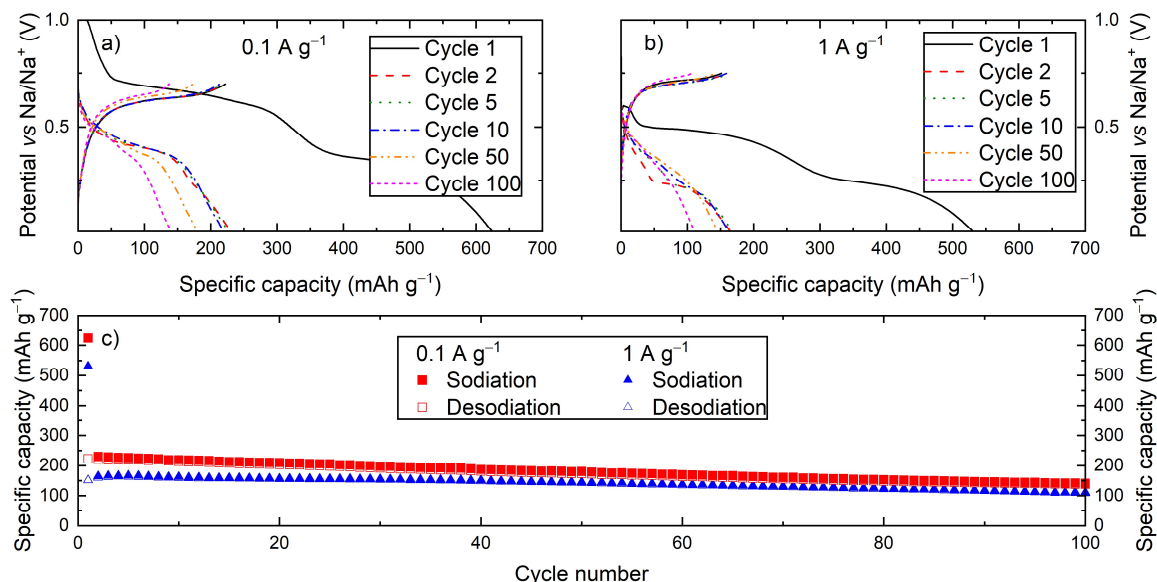 a)
0.1 A g⁻¹
Cycle 1
Cycle 2
Cycle 5
Cycle 10
Cycle 50
Cycle 100
1.0
0.5
Potential vs Na/Na⁺ (V)
0 100 200 300 400 500 600 700
Specific capacity (mAh g⁻¹)
b)
1 A g⁻¹
Cycle 1
Cycle 2
Cycle 5
Cycle 10
Cycle 50
Cycle 100
1.0
0.5
Potential vs Na/Na⁺ (V)
0 100 200 300 400 500 600 700
Specific capacity (mAh g⁻¹)
c)
0.1 A g⁻¹ 1 A g⁻¹
Sodiation Sodiation
Desodiation Desodiation
700 700
600 600
500 500
400 400
300 300
200 200
100 100
0 0
Specific capacity (mAh g⁻¹)
Specific capacity (mAh g⁻¹)
0 20 40 60 80 100
Cycle number